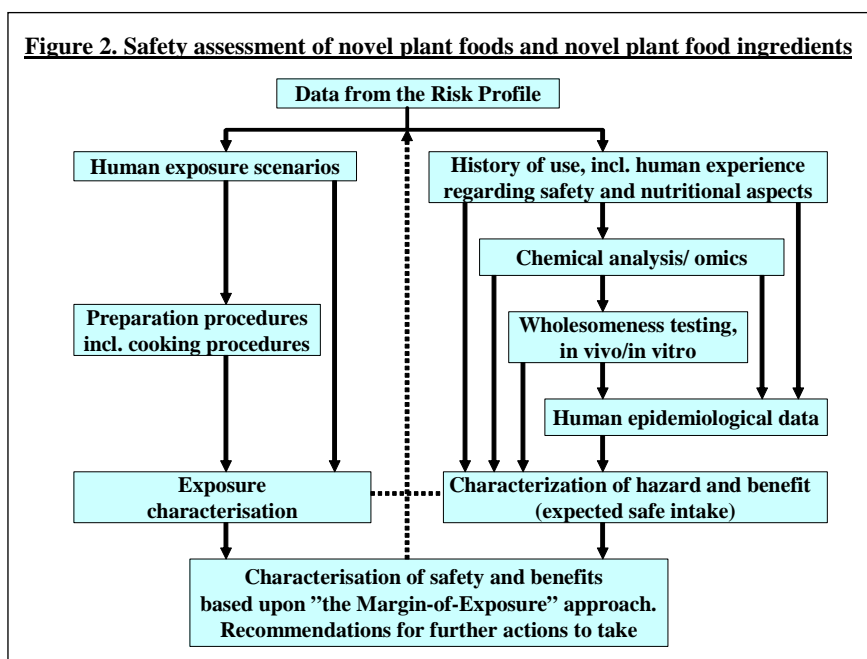 Figure 2. Safety assessment of novel plant foods and novel plant food ingredients
Data from the Risk Profile
Human exposure scenarios
History of use, incl. human experience
regarding safety and nutritional aspects
Chemical analysis/ omics
Preparation procedures
incl. cooking procedures
Wholesomeness testing,
in vivo/in vitro
Human epidemiological data
Exposure
characterisation
Characterization of hazard and benefit
(expected safe intake)
Characterisation of safety and benefits
based upon ”the Margin-of-Exposure” approach.
Recommendations for further actions to take